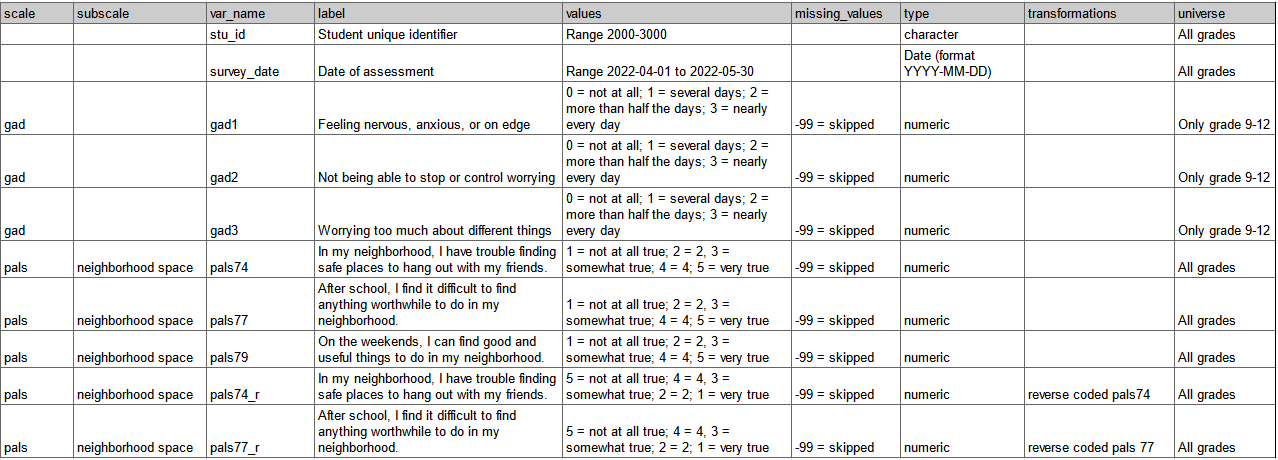 scale subscale var_name label values missing_values type transformations universe
stu_id Student unique identifier Range 2000-3000 character All grades
Date (format
survey_date Date of assessment Range 2022-04-01 to 2022-05-30 YYYY-MM-DD) All grades
0 = not at all; 1 = several days; 2 =
more than half the days; 3 = nearly
gad gad1 Feeling nervous, anxious, or on edge every day -99 = skipped numeric Only grade 9-12
0 = not at all; 1 = several days; 2 =
more than half the days; 3 = nearly
gad gad2 Not being able to stop or control worrying every day -99 = skipped numeric Only grade 9-12
0 = not at all; 1 = several days; 2 =
more than half the days; 3 = nearly
gad gad3 Worrying too much about different things every day -99 = skipped numeric Only grade 9-12
In my neighborhood, I have trouble finding 1 = not at all true; 2 = 2, 3 =
pals neighborhood space pals74 safe places to hang out with my friends. somewhat true; 4 = 4; 5 = very true -99 = skipped numeric All grades
After school, I find it difficult to find
anything worthwhile to do in my 1 = not at all true; 2 = 2, 3 =
pals neighborhood space pals77 neighborhood. somewhat true; 4 = 4; 5 = very true -99 = skipped numeric All grades
On the weekends, I can find good and 1 = not at all true; 2 = 2, 3 =
pals neighborhood space pals79 useful things to do in my neighborhood. somewhat true; 4 = 4; 5 = very true -99 = skipped numeric All grades
In my neighborhood, I have trouble finding 5 = not at all true; 4 = 4, 3 =
pals neighborhood space pals74_r safe places to hang out with my friends. somewhat true; 2 = 2; 1 = very true -99 = skipped numeric reverse coded pals74 All grades
After school, I find it difficult to find
anything worthwhile to do in my 5 = not at all true; 4 = 4, 3 =
pals neighborhood space pals77_r neighborhood. somewhat true; 2 = 2; 1 = very true -99 = skipped numeric reverse coded pals 77 All grades